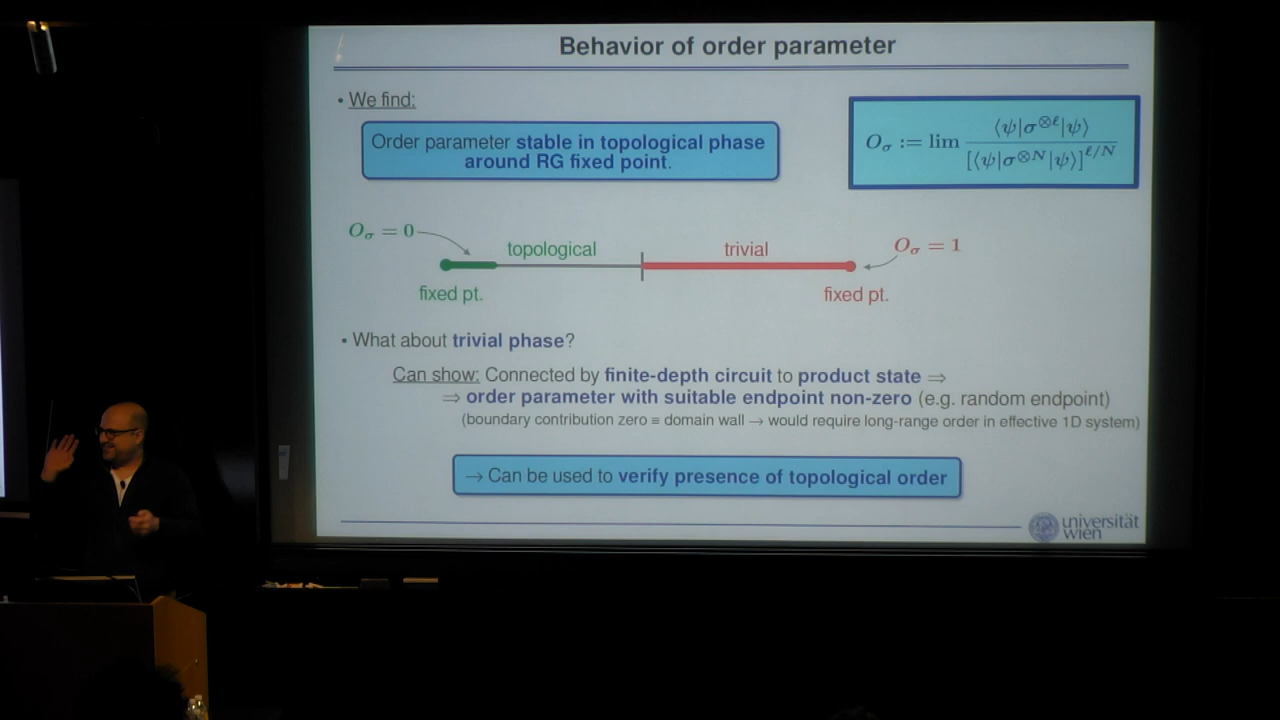 Behavior of order parameter
• We find:
Order parameter stable in topological phase
around RG fixed point.
O_σ := lim ⟨ψ|σ^{⊗ℓ}|ψ⟩ / [⟨ψ|σ^{⊗N}|ψ⟩]^{ℓ/N}
O_σ = 0
topological
trivial
O_σ = 1
fixed pt.
fixed pt.
• What about trivial phase?
Can show: Connected by finite-depth circuit to product state ⇒
⇒ order parameter with suitable endpoint non-zero (e.g. random endpoint)
(boundary contribution zero ≡ domain wall → would require long-range order in effective 1D system)
→ Can be used to verify presence of topological order
universität
wien